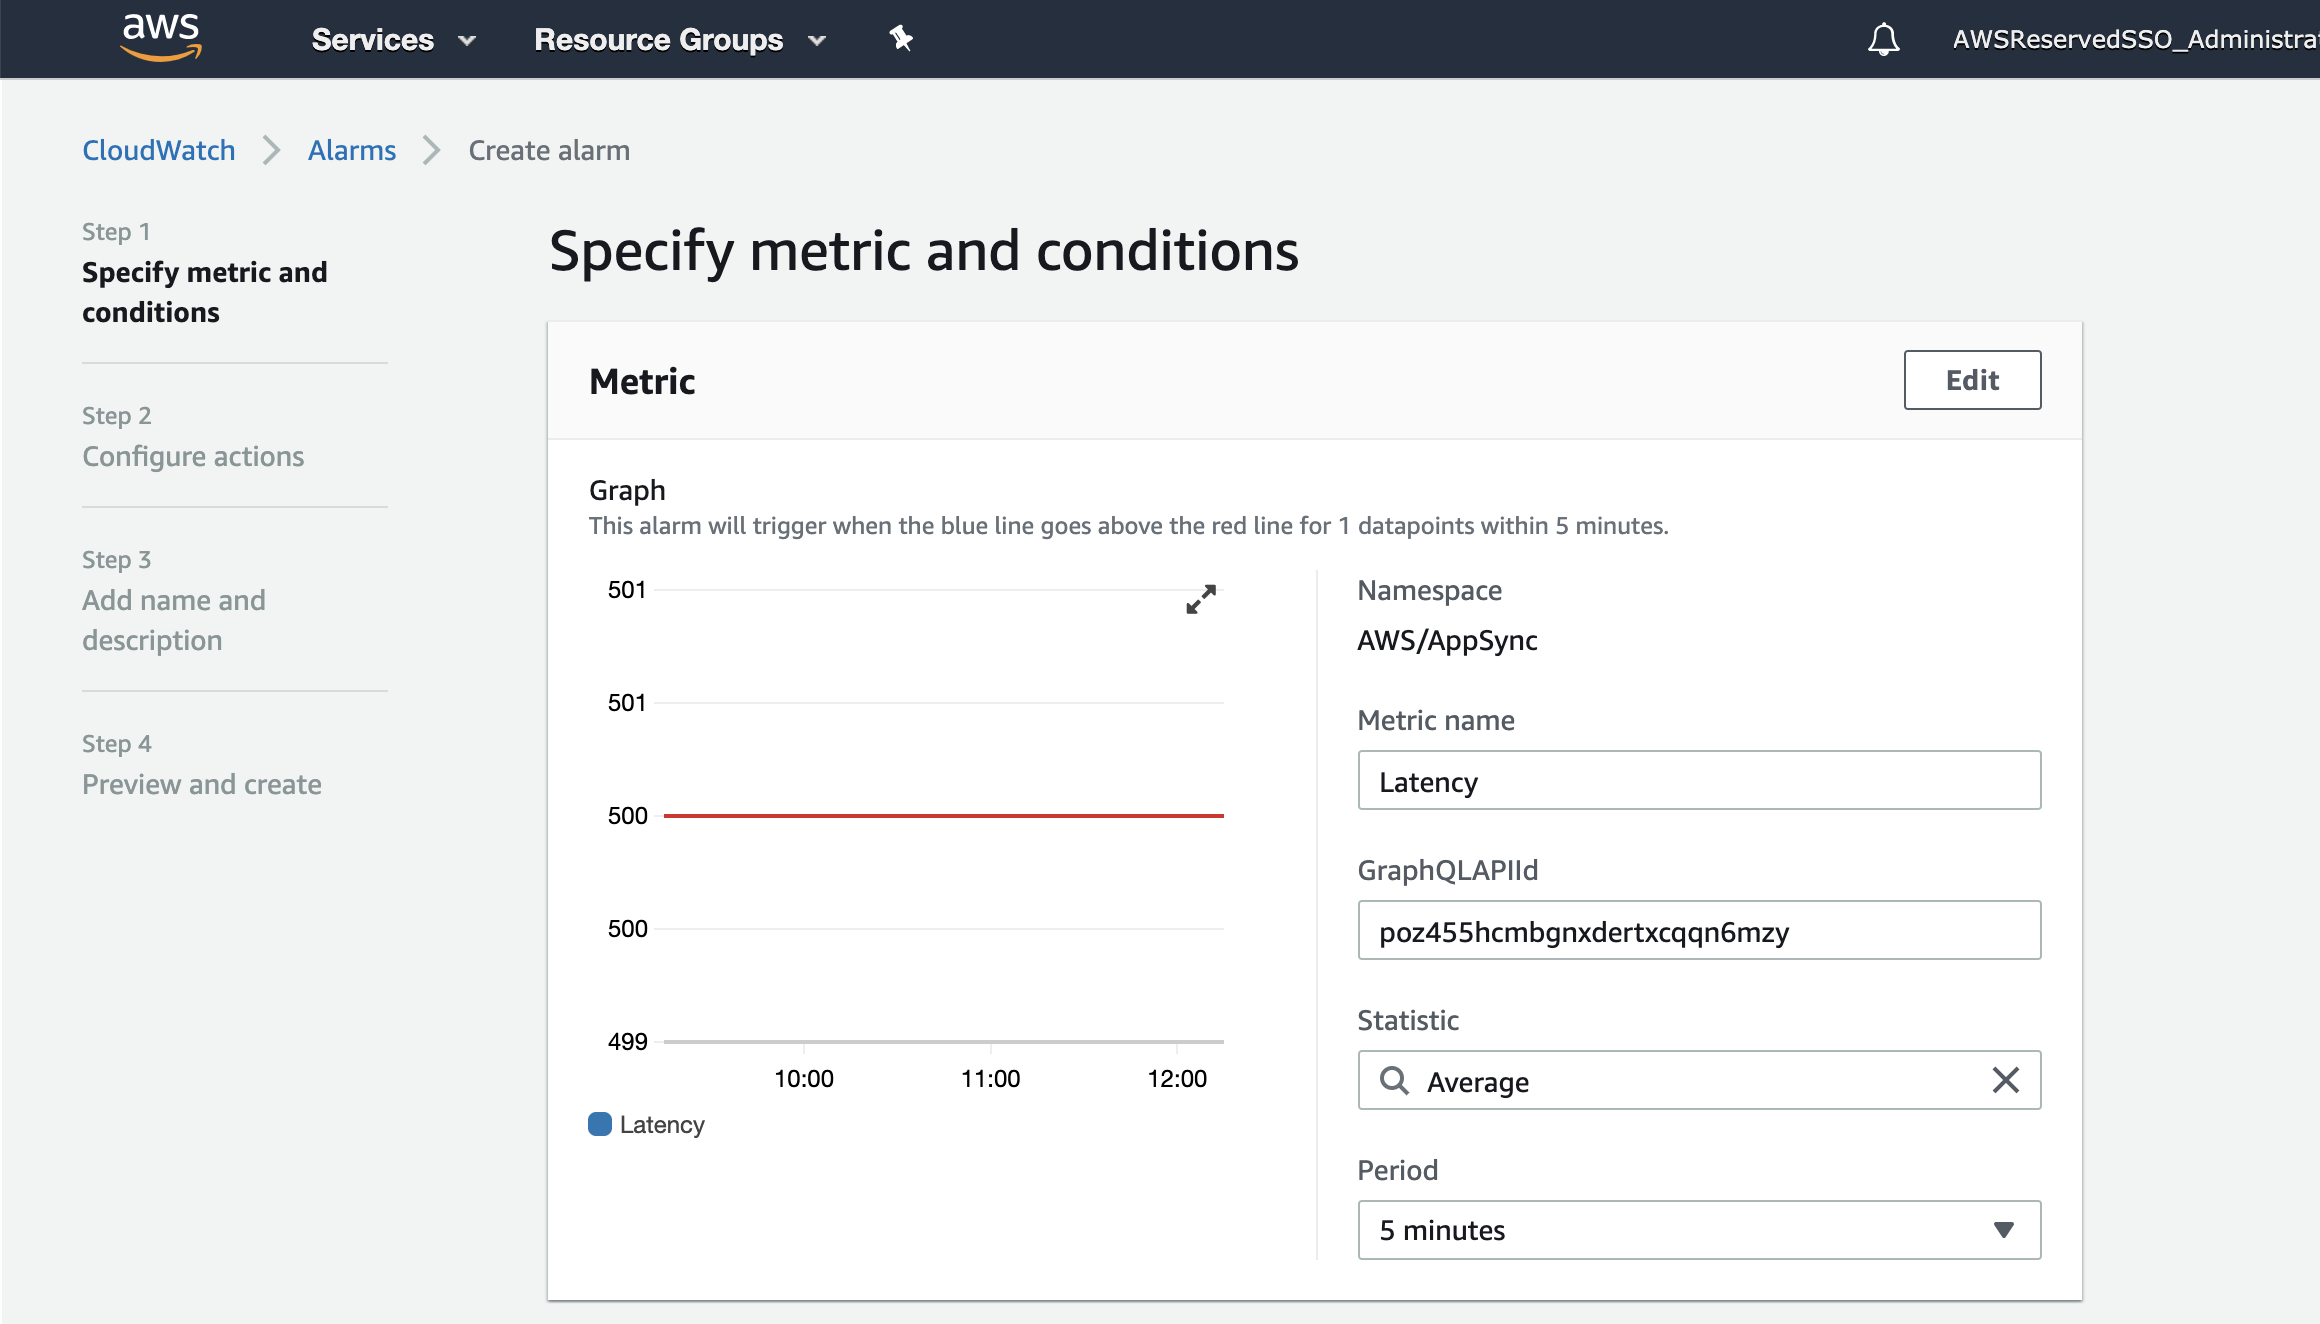 aws Services Resource Groups AWSReservedSSO_Administra
CloudWatch Alarms Create alarm
Step 1
Specify metric and
conditions
Step 2
Configure actions
Step 3
Add name and
description
Step 4
Preview and create
Specify metric and conditions
Metric
Edit
Graph
This alarm will trigger when the blue line goes above the red line for 1 datapoints within 5 minutes.
501
501
500
500
499
10:00 11:00 12:00
Latency
Namespace
AWS/AppSync
Metric name
Latency
GraphQLAPIId
poz455hcmbgnxdertxcqqn6mzy
Statistic
Average
Period
5 minutes